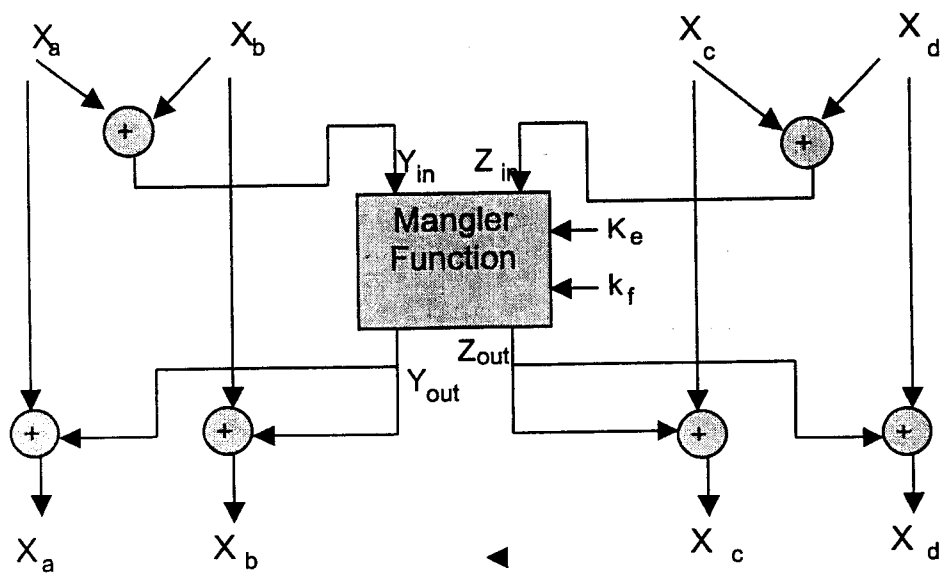 Xa Xb Xc Xd
+ +
Yin Zin
Mangler
Function
Ke
kf
Zout
Yout
+ + + +
Xa Xb Xc Xd